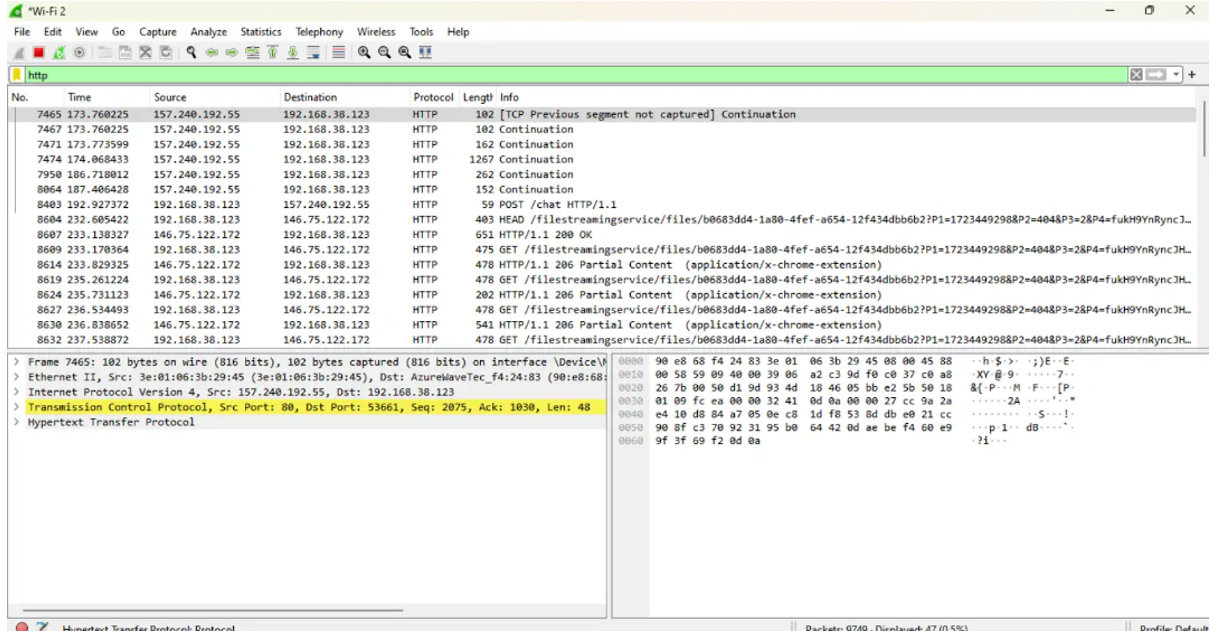 *Wi-Fi 2
File Edit View Go Capture Analyze Statistics Telephony Wireless Tools Help
http
No. Time Source Destination Protocol Length Info
7465 173.760225 157.240.192.55 192.168.38.123 HTTP 102 [TCP Previous segment not captured] Continuation
7467 173.760225 157.240.192.55 192.168.38.123 HTTP 102 Continuation
7471 173.773599 157.240.192.55 192.168.38.123 HTTP 162 Continuation
7474 174.068433 157.240.192.55 192.168.38.123 HTTP 1267 Continuation
7950 186.718012 157.240.192.55 192.168.38.123 HTTP 262 Continuation
8064 187.406428 157.240.192.55 192.168.38.123 HTTP 152 Continuation
8403 192.927372 192.168.38.123 157.240.192.55 HTTP 59 POST /chat HTTP/1.1
8604 232.605422 192.168.38.123 146.75.122.172 HTTP 403 HEAD /filestreamingservice/files/b0683dd4-1a80-4fef-a654-12f434dbb6b2?P1=1723449298&P2=404&P3=2&P4=fukH9YnRyncJ…
8607 233.138327 146.75.122.172 192.168.38.123 HTTP 651 HTTP/1.1 200 OK
8609 233.170364 192.168.38.123 146.75.122.172 HTTP 475 GET /filestreamingservice/files/b0683dd4-1a80-4fef-a654-12f434dbb6b2?P1=1723449298&P2=404&P3=2&P4=fukH9YnRyncJH…
8614 233.829325 146.75.122.172 192.168.38.123 HTTP 478 HTTP/1.1 206 Partial Content (application/x-chrome-extension)
8619 235.261224 192.168.38.123 146.75.122.172 HTTP 478 GET /filestreamingservice/files/b0683dd4-1a80-4fef-a654-12f434dbb6b2?P1=1723449298&P2=404&P3=2&P4=fukH9YnRyncJH…
8624 235.731123 146.75.122.172 192.168.38.123 HTTP 202 HTTP/1.1 206 Partial Content (application/x-chrome-extension)
8627 236.534493 192.168.38.123 146.75.122.172 HTTP 478 GET /filestreamingservice/files/b0683dd4-1a80-4fef-a654-12f434dbb6b2?P1=1723449298&P2=404&P3=2&P4=fukH9YnRyncJH…
8630 236.838652 146.75.122.172 192.168.38.123 HTTP 541 HTTP/1.1 206 Partial Content (application/x-chrome-extension)
8632 237.538872 192.168.38.123 146.75.122.172 HTTP 478 GET /filestreamingservice/files/b0683dd4-1a80-4fef-a654-12f434dbb6b2?P1=1723449298&P2=404&P3=2&P4=fukH9YnRyncJH…
Frame 7465: 102 bytes on wire (816 bits), 102 bytes captured (816 bits) on interface \Device\
Ethernet II, Src: 3e:01:06:3b:29:45 (3e:01:06:3b:29:45), Dst: AzureWaveTec_f4:24:83 (90:e8:68:
Internet Protocol Version 4, Src: 157.240.192.55, Dst: 192.168.38.123
Transmission Control Protocol, Src Port: 80, Dst Port: 53661, Seq: 2075, Ack: 1030, Len: 48
Hypertext Transfer Protocol
0000 90 e8 68 f4 24 83 3e 01 06 3b 29 45 08 00 45 88 ··h·$·>· ·;)E··E·
0010 00 58 59 09 40 00 39 06 a2 c3 9d f0 c0 37 c0 a8 ·XY·@·9· ·····7··
0020 26 7b 00 50 d1 9d 93 4d 18 46 05 bb e2 5b 50 18 &{·P···M ·F···[P·
0030 01 09 fc ea 00 00 32 41 0d 0a 00 00 27 cc 9a 2a ······2A ····'··*
0040 e4 10 d8 84 a7 05 0e c8 1d f8 53 8d db e0 21 cc ········ ··S···!·
0050 90 8f c3 70 92 31 95 b0 64 42 0d ae be f4 60 e9 ···p·1·· dB····`·
0060 9f 3f 69 f2 0d 0a ·?i···
Hypertext Transfer Protocol: Protocol
Packets: 9749 · Displayed: 47 (0.5%)
Profile: Default